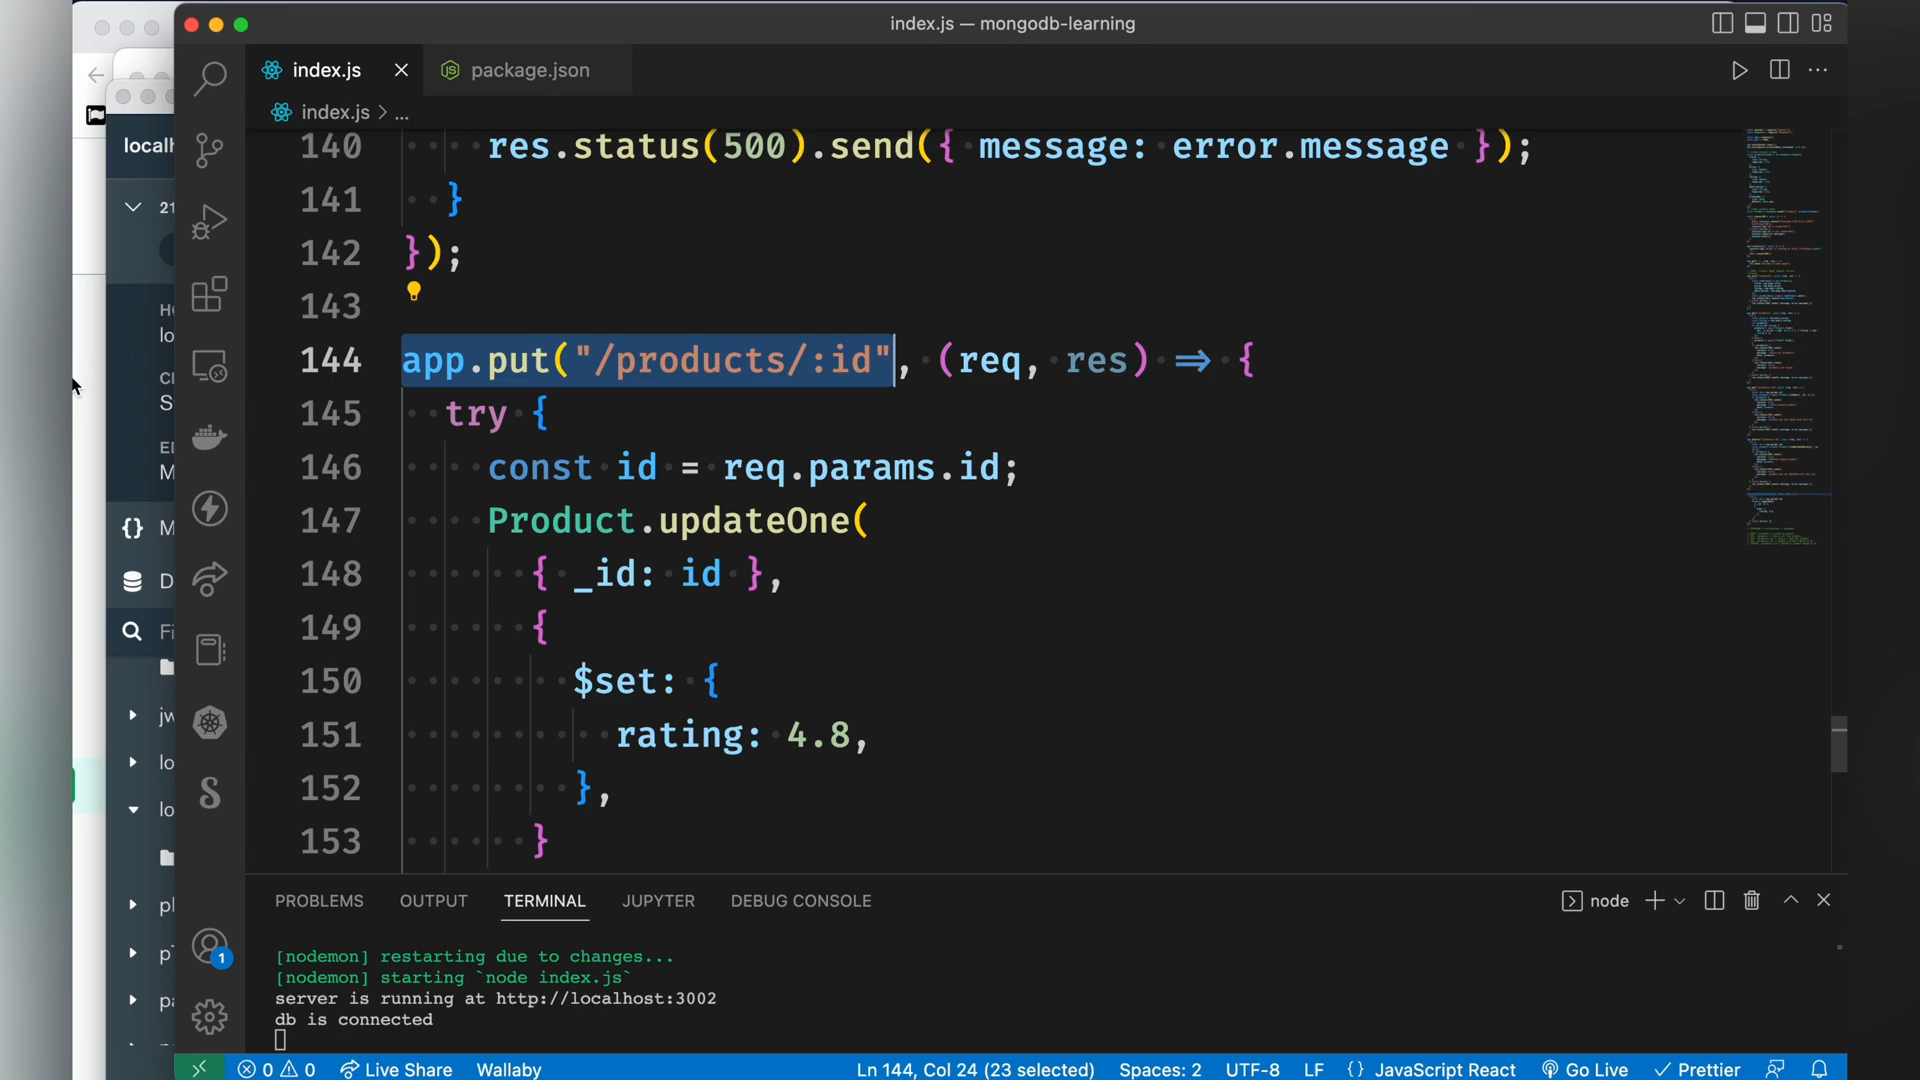 index.js — mongodb-learning
index.js
package.json
index.js > ...
140 res.status(500).send({ message: error.message });
141 }
142 });
143
144 app.put("/products/:id", (req, res) => {
145 try {
146 const id = req.params.id;
147 Product.updateOne(
148 { _id: id },
149 {
150 $set: {
151 rating: 4.8,
152 },
153 }
PROBLEMS OUTPUT TERMINAL JUPYTER DEBUG CONSOLE
node
[nodemon] restarting due to changes...
[nodemon] starting `node index.js`
server is running at http://localhost:3002
db is connected
1
0 0 Live Share Wallaby Ln 144, Col 24 (23 selected) Spaces: 2 UTF-8 LF {} JavaScript React Go Live Prettier